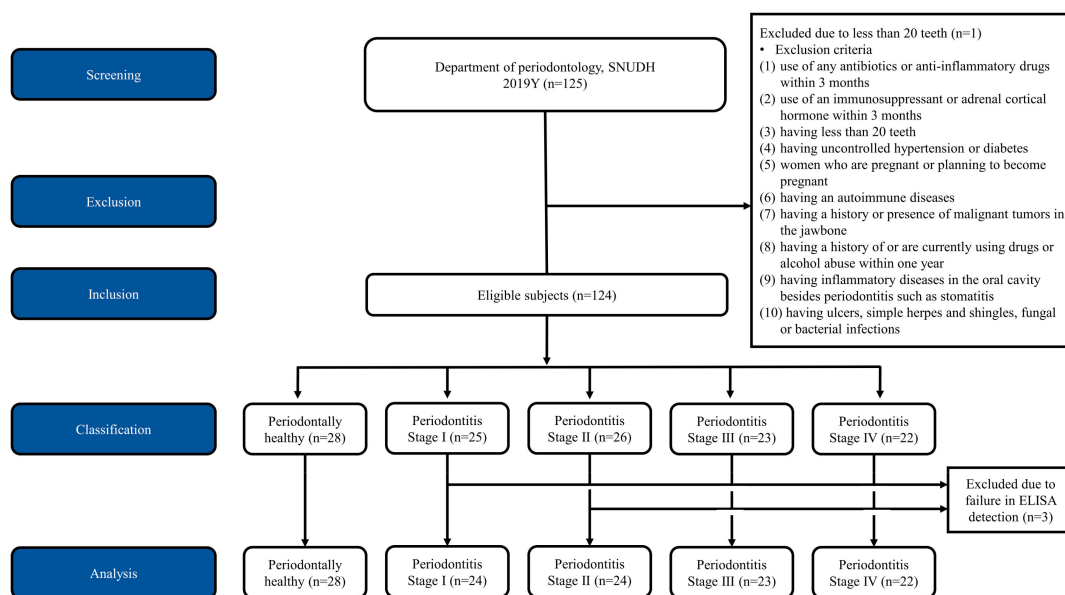 Screening
Department of periodontology, SNUDH
2019Y (n=125)
Excluded due to less than 20 teeth (n=1)
• Exclusion criteria
(1) use of any antibiotics or anti-inflammatory drugs
within 3 months
(2) use of an immunosuppressant or adrenal cortical
hormone within 3 months
(3) having less than 20 teeth
(4) having uncontrolled hypertension or diabetes
(5) women who are pregnant or planning to become
pregnant
(6) having an autoimmune diseases
(7) having a history or presence of malignant tumors in
the jawbone
(8) having a history of or are currently using drugs or
alcohol abuse within one year
(9) having inflammatory diseases in the oral cavity
besides periodontitis such as stomatitis
(10) having ulcers, simple herpes and shingles, fungal
or bacterial infections
Exclusion
Inclusion
Eligible subjects (n=124)
Classification
Periodontally
healthy (n=28)
Periodontitis
Stage I (n=25)
Periodontitis
Stage II (n=26)
Periodontitis
Stage III (n=23)
Periodontitis
Stage IV (n=22)
Excluded due to
failure in ELISA
detection (n=3)
Analysis
Periodontally
healthy (n=28)
Periodontitis
Stage I (n=24)
Periodontitis
Stage II (n=24)
Periodontitis
Stage III (n=23)
Periodontitis
Stage IV (n=22)